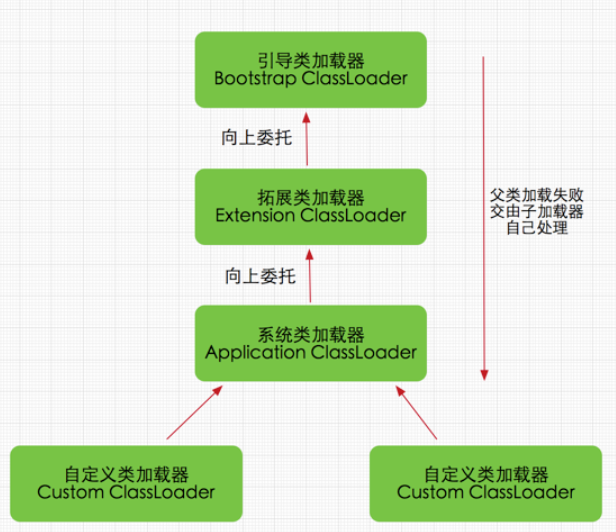 引导类加载器
Bootstrap ClassLoader
向上委托
拓展类加载器
Extension ClassLoader
父类加载失败
交由子加载器
自己处理
向上委托
系统类加载器
Application ClassLoader
自定义类加载器
Custom ClassLoader
自定义类加载器
Custom ClassLoader